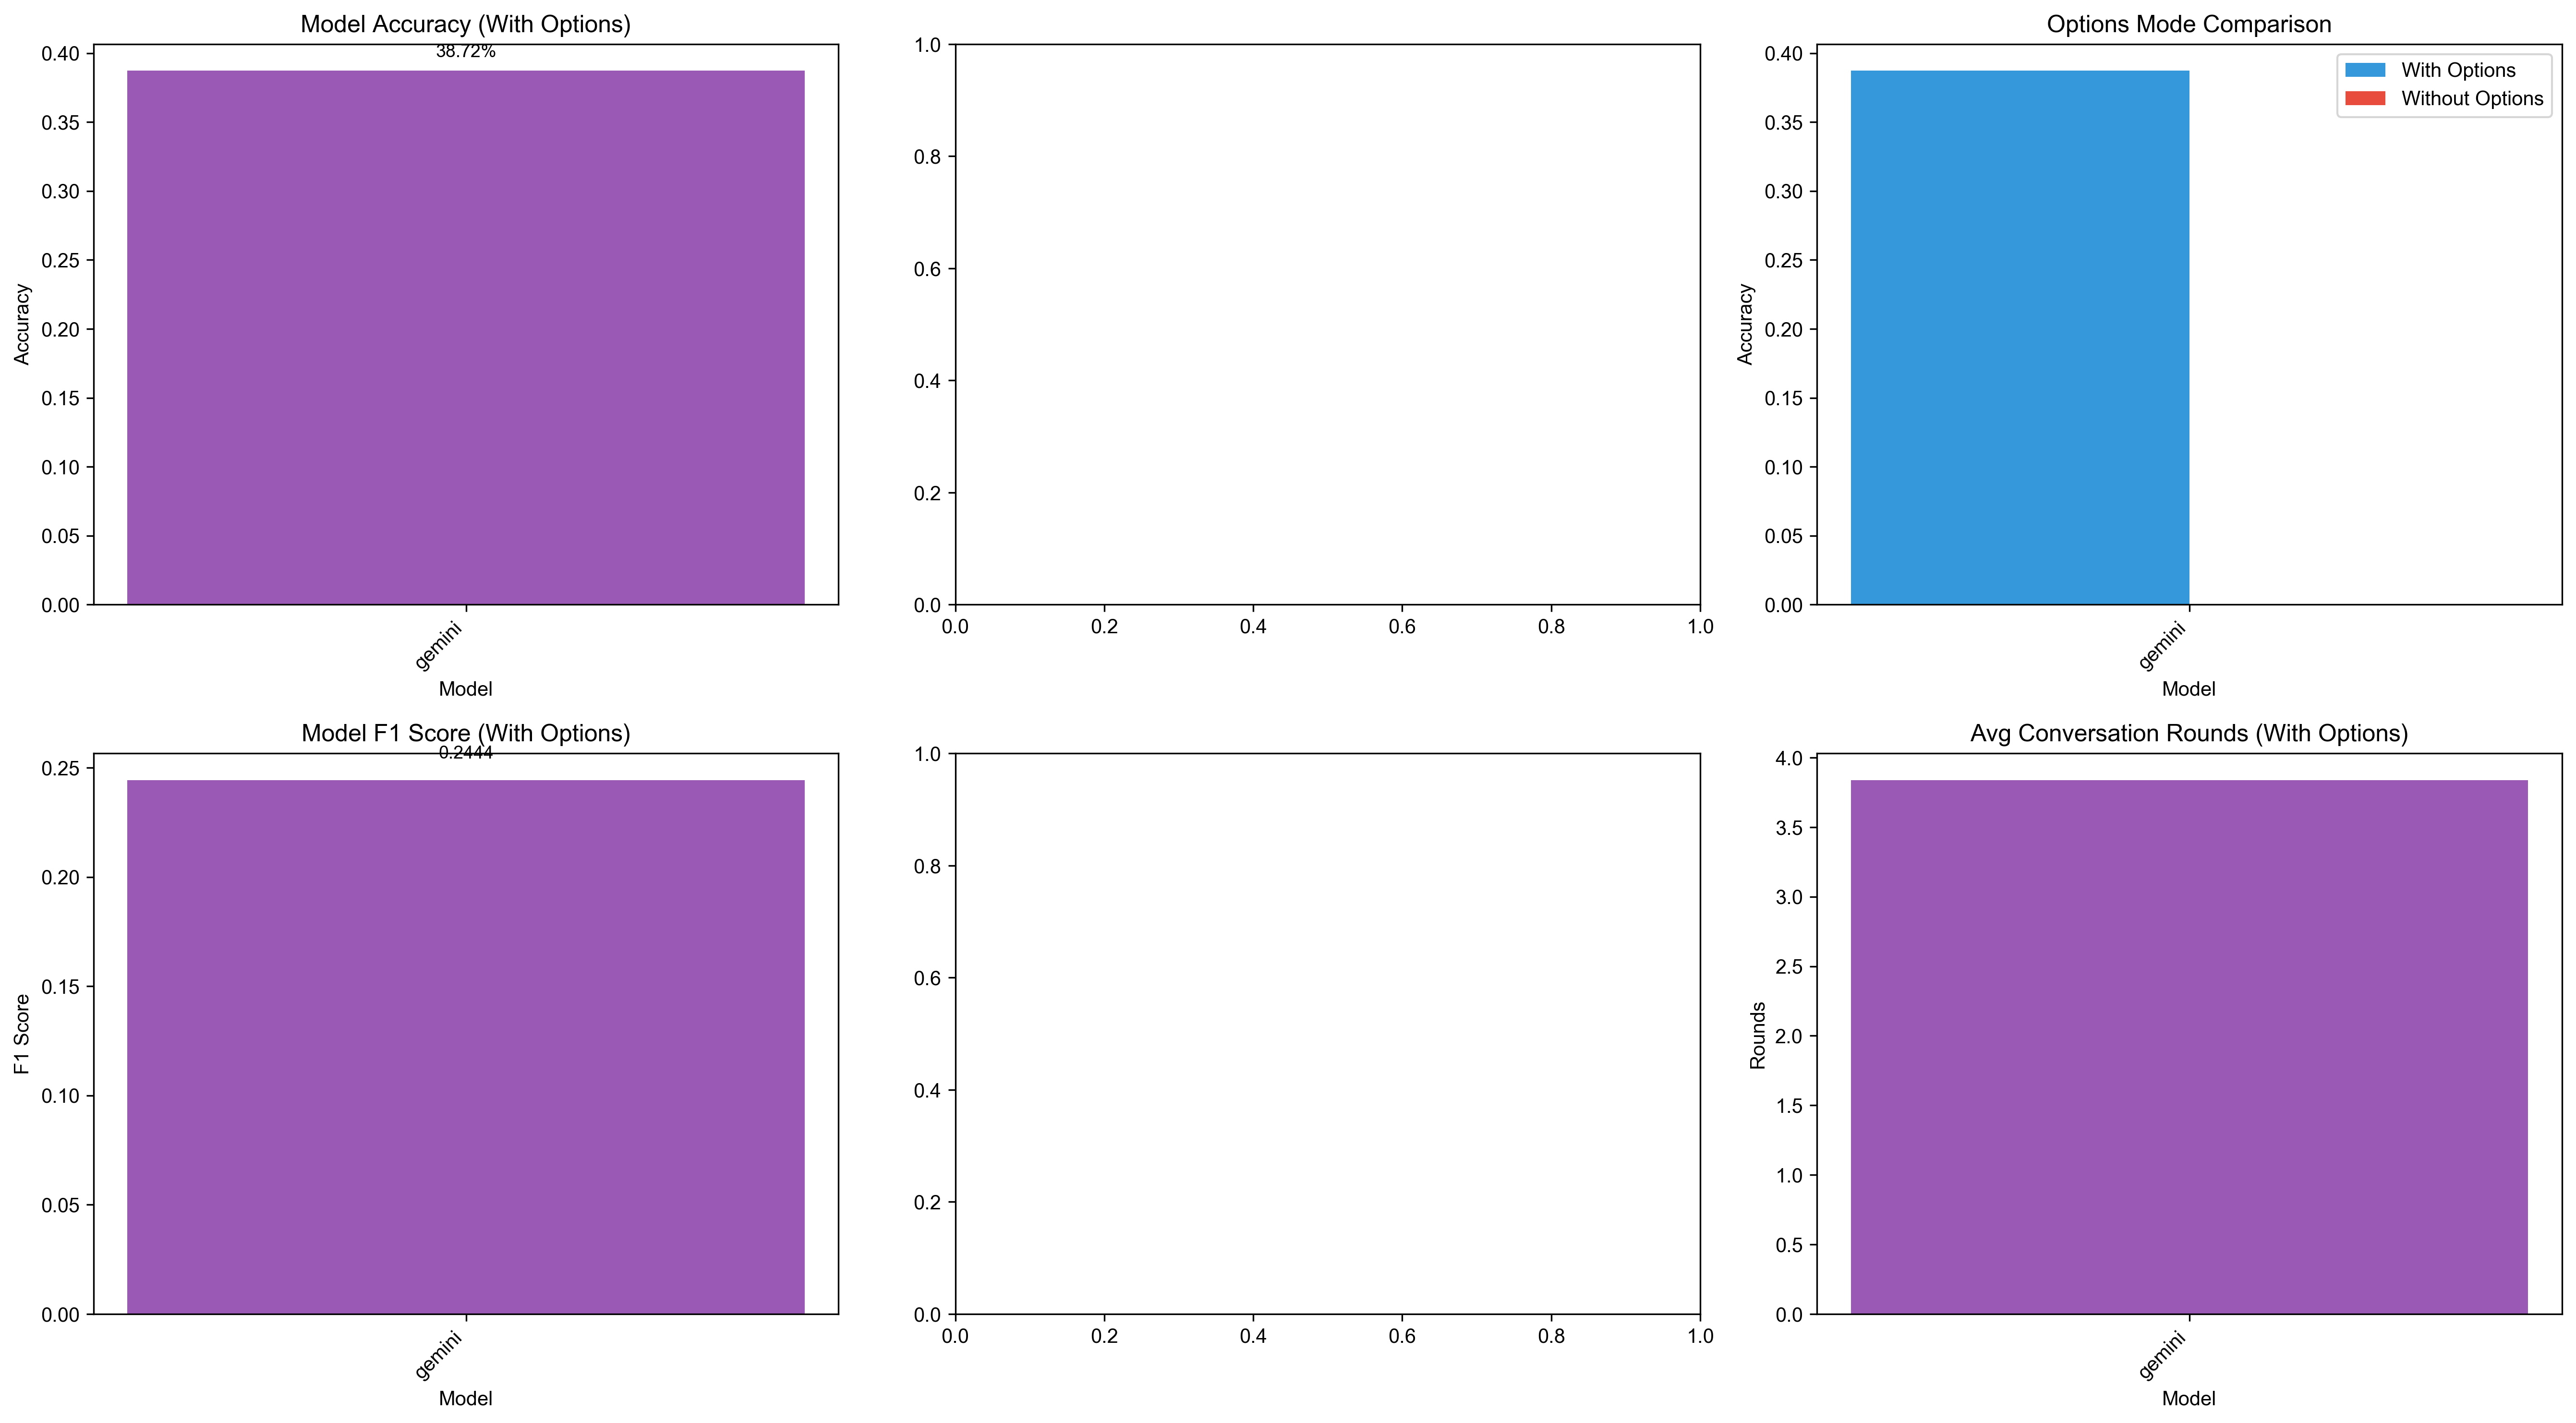 Model Accuracy (With Options)
38.72%
0.40
0.35
0.30
0.25
0.20
0.15
0.10
0.05
0.00
Accuracy
gemini
Model
1.0
0.8
0.6
0.4
0.2
0.0
0.0 0.2 0.4 0.6 0.8 1.0
Options Mode Comparison
With Options
Without Options
0.40
0.35
0.30
0.25
0.20
0.15
0.10
0.05
0.00
Accuracy
gemini
Model
Model F1 Score (With Options)
0.2444
0.25
0.20
0.15
0.10
0.05
0.00
F1 Score
gemini
Model
1.0
0.8
0.6
0.4
0.2
0.0
0.0 0.2 0.4 0.6 0.8 1.0
Avg Conversation Rounds (With Options)
4.0
3.5
3.0
2.5
2.0
1.5
1.0
0.5
0.0
Rounds
gemini
Model